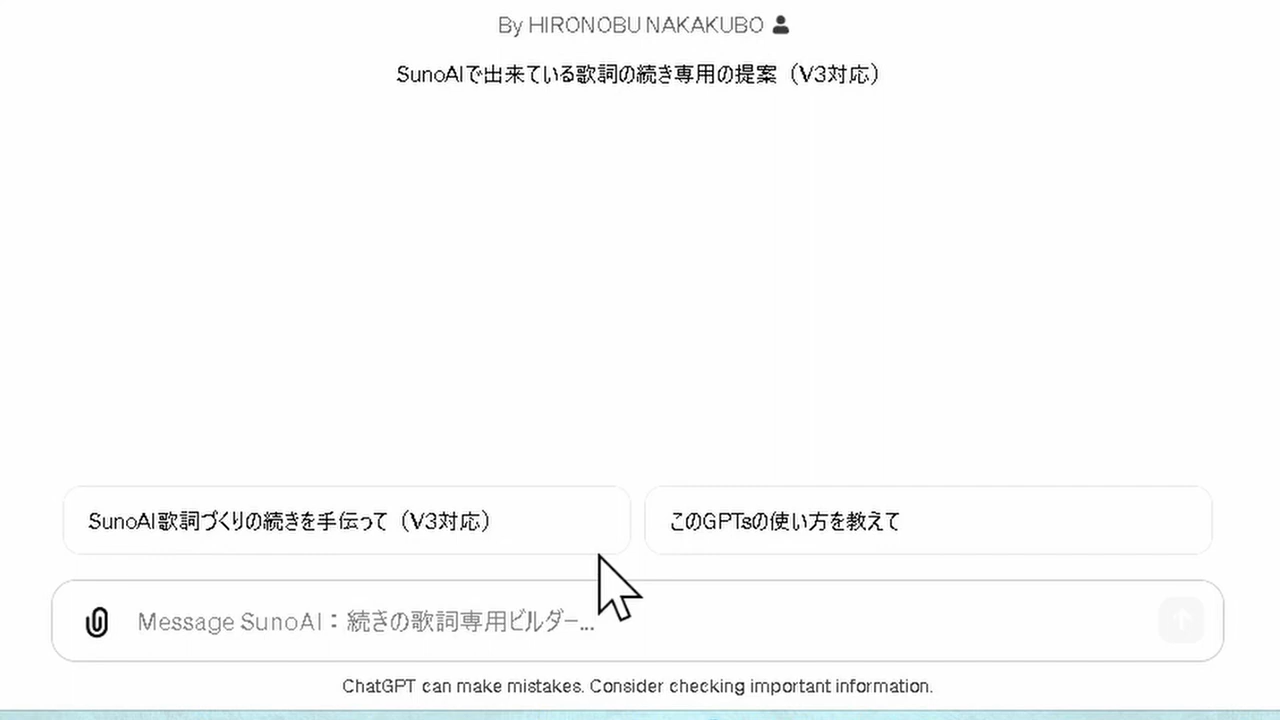 By HIRONOBU NAKAKUBO
SunoAIで出来ている歌詞の続き専用の提案（V3対応）
SunoAI歌詞づくりの続きを手伝って（V3対応）
このGPTsの使い方を教えて
Message SunoAI：続きの歌詞専用ビルダー...
ChatGPT can make mistakes. Consider checking important information.